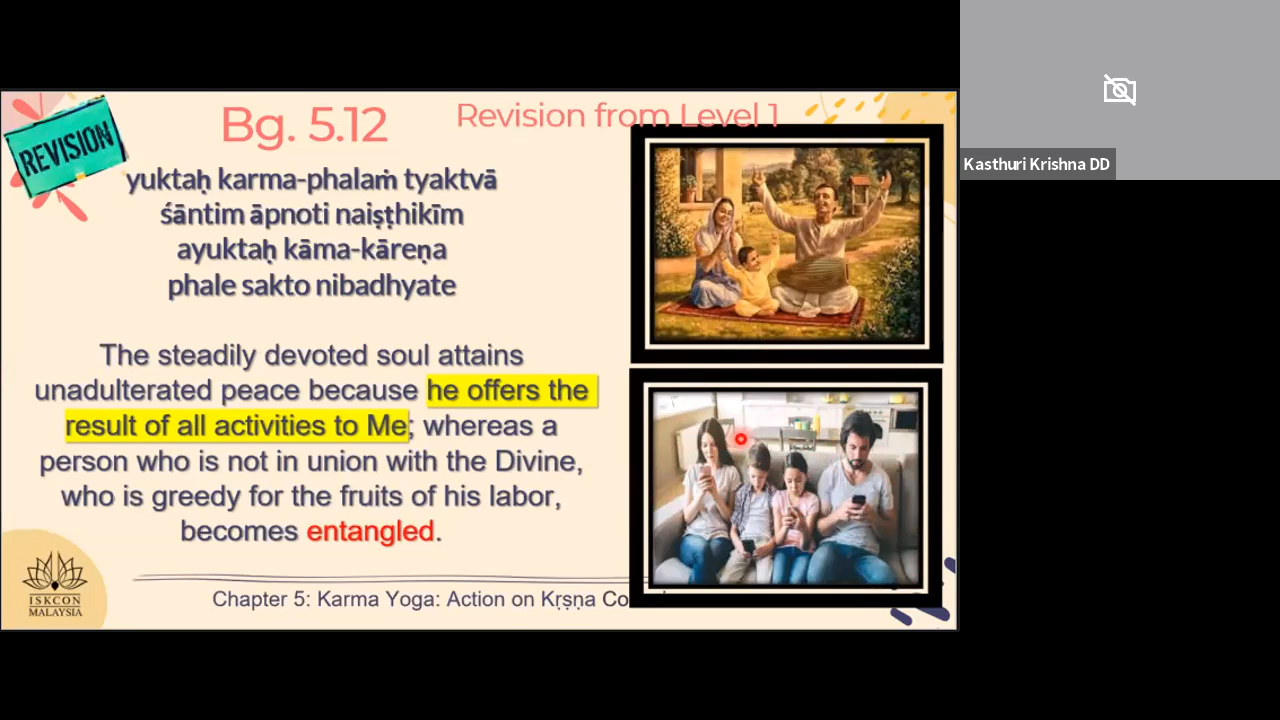 REVISION
Bg. 5.12
Revision from Level 1
yuktaḥ karma-phalaṁ tyaktvā
śāntim āpnoti naiṣṭhikīm
ayuktaḥ kāma-kāreṇa
phale sakto nibadhyate
The steadily devoted soul attains
unadulterated peace because he offers the
result of all activities to Me; whereas a
person who is not in union with the Divine,
who is greedy for the fruits of his labor,
becomes entangled.
ISKCON
MALAYSIA
Chapter 5: Karma Yoga: Action on Kṛṣṇa
Kasthuri Krishna DD